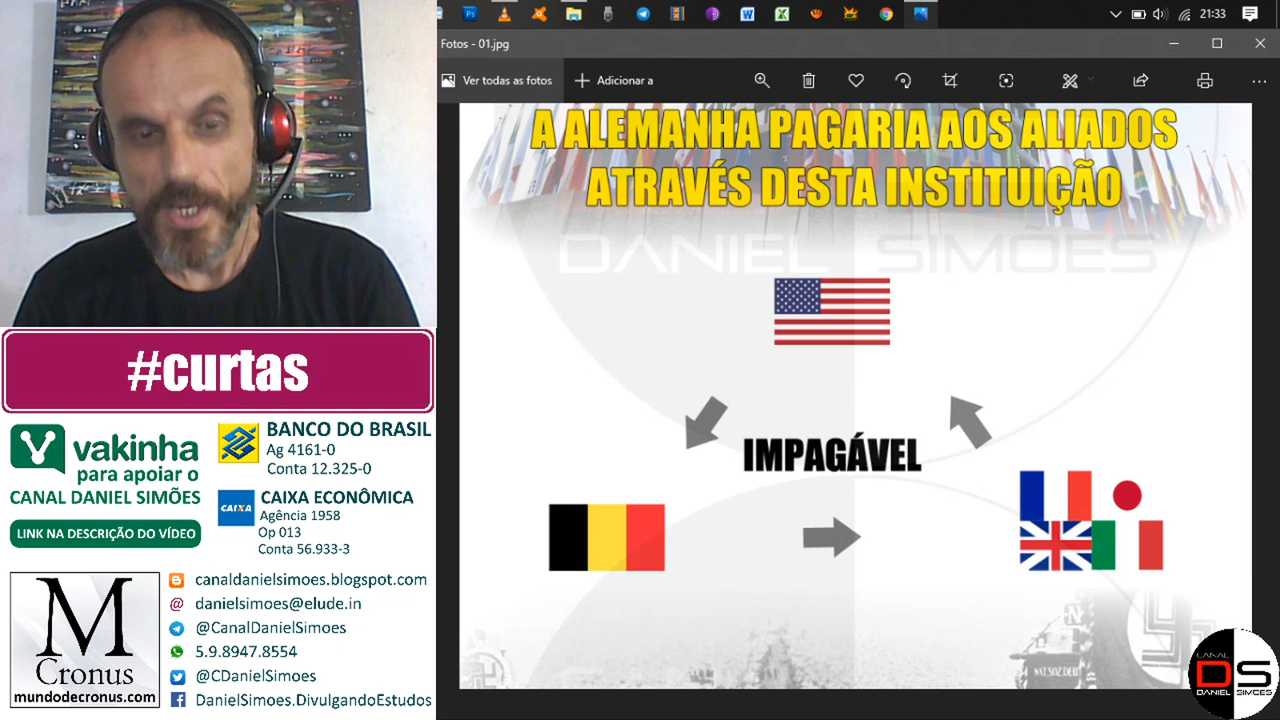 21:33
Fotos - 01.jpg
Ver todas as fotos
Adicionar a
A ALEMANHA PAGARIA AOS ALIADOS
ATRAVÉS DESTA INSTITUIÇÃO
DANIEL SIMÕES
IMPAGÁVEL
#curtas
vakinha
para apoiar o
CANAL DANIEL SIMÕES
LINK NA DESCRIÇÃO DO VÍDEO
BANCO DO BRASIL
Ag 4161-0
Conta 12.325-0
CAIXA
CAIXA ECONÔMICA
Agência 1958
Op 013
Conta 56.933-3
M
Cronus
mundodecronus.com
canaldanielsimoes.blogspot.com
@ danielsimoes@elude.in
@CanalDanielSimoes
5.9.8947.8554
@CDanielSimoes
DanielSimoes.DivulgandoEstudos
CANAL
DS
DANIEL SIMÕES